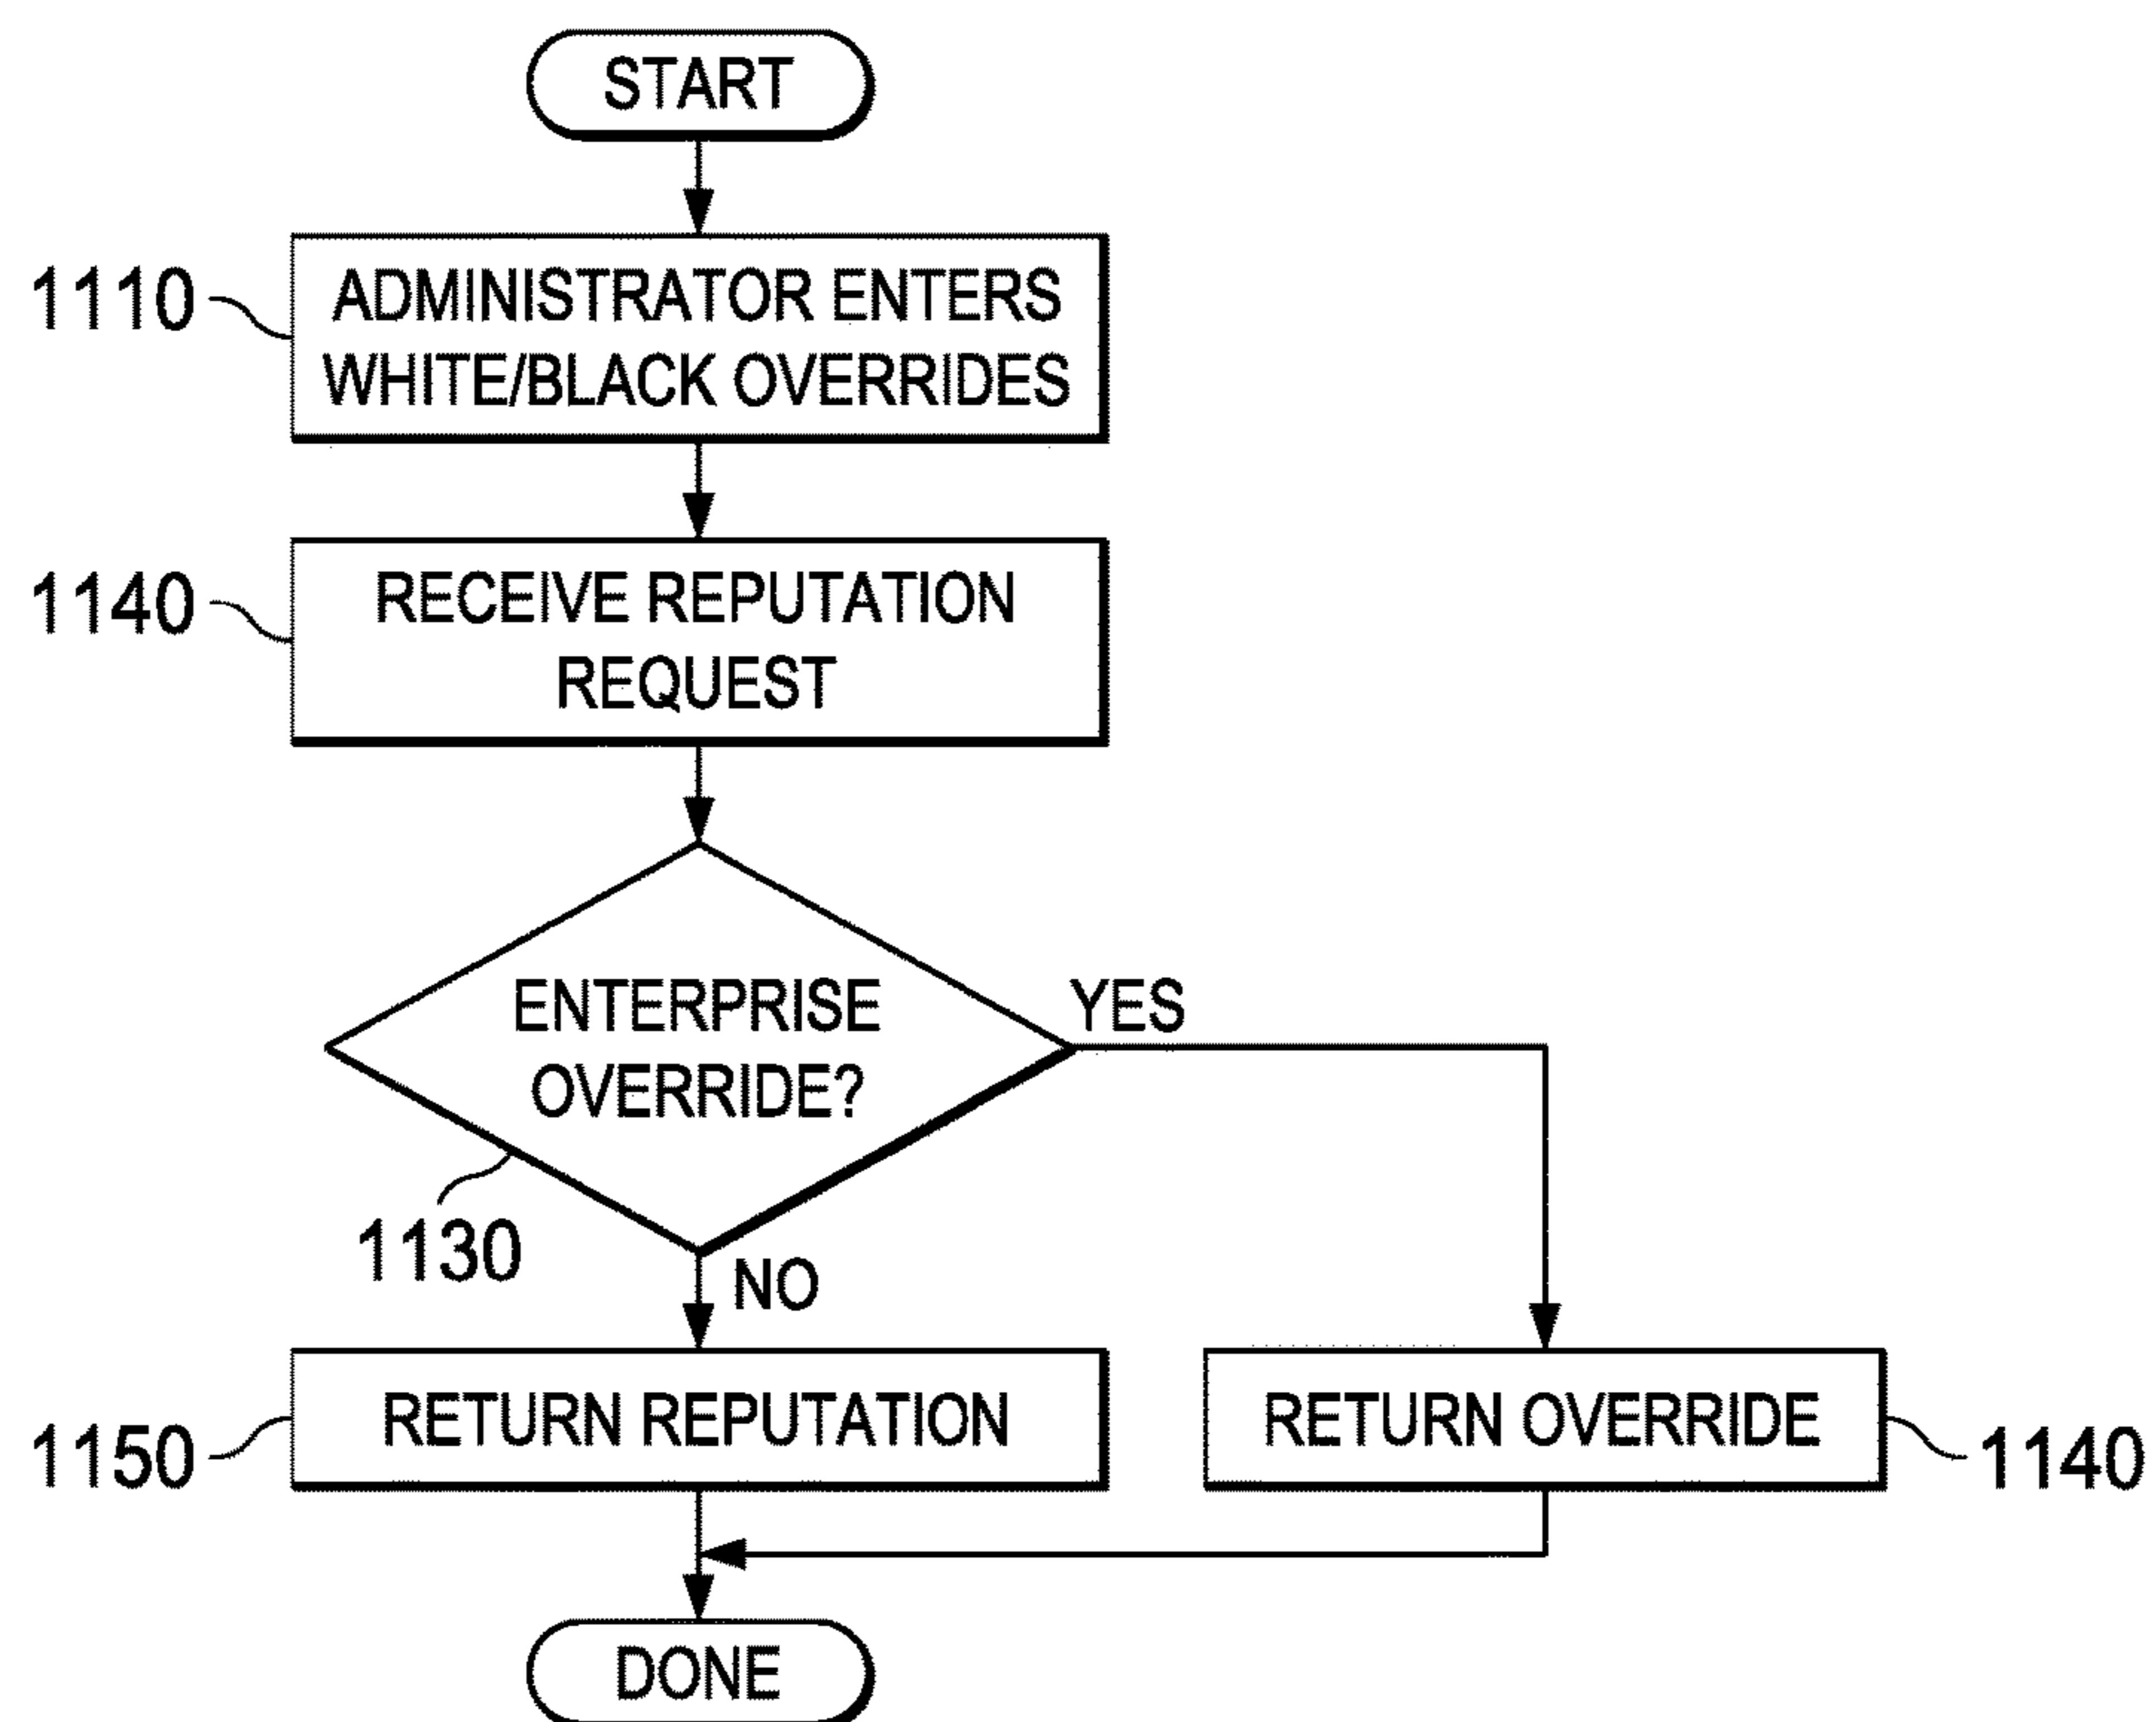 START
1110
ADMINISTRATOR ENTERS
WHITE/BLACK OVERRIDES
1140
RECEIVE REPUTATION
REQUEST
ENTERPRISE
OVERRIDE?
YES
1130
NO
1150
RETURN REPUTATION
RETURN OVERRIDE
1140
DONE